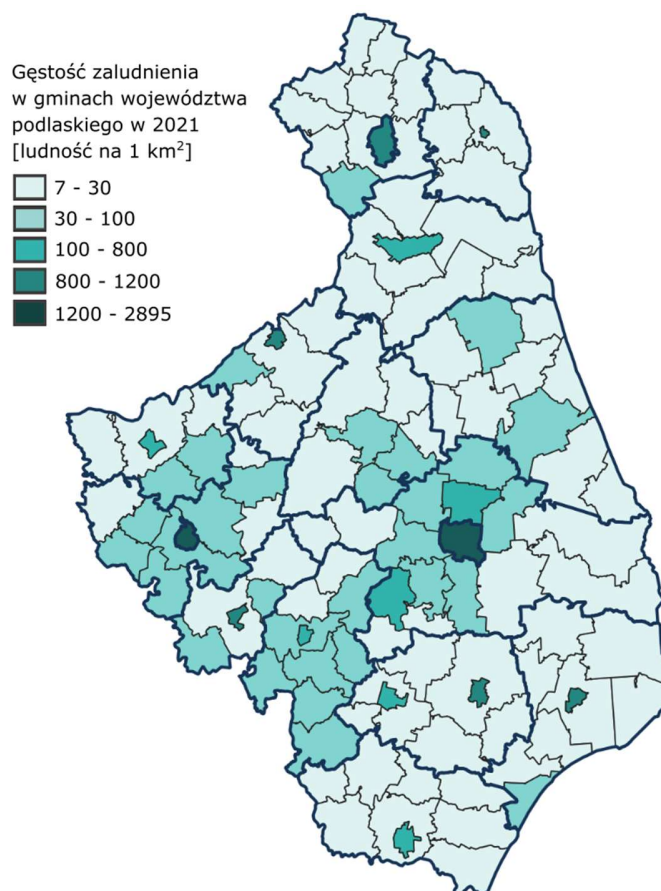 Gęstość zaludnienia
w gminach województwa
podlaskiego w 2021
[ludność na 1 km²]
7 - 30
30 - 100
100 - 800
800 - 1200
1200 - 2895